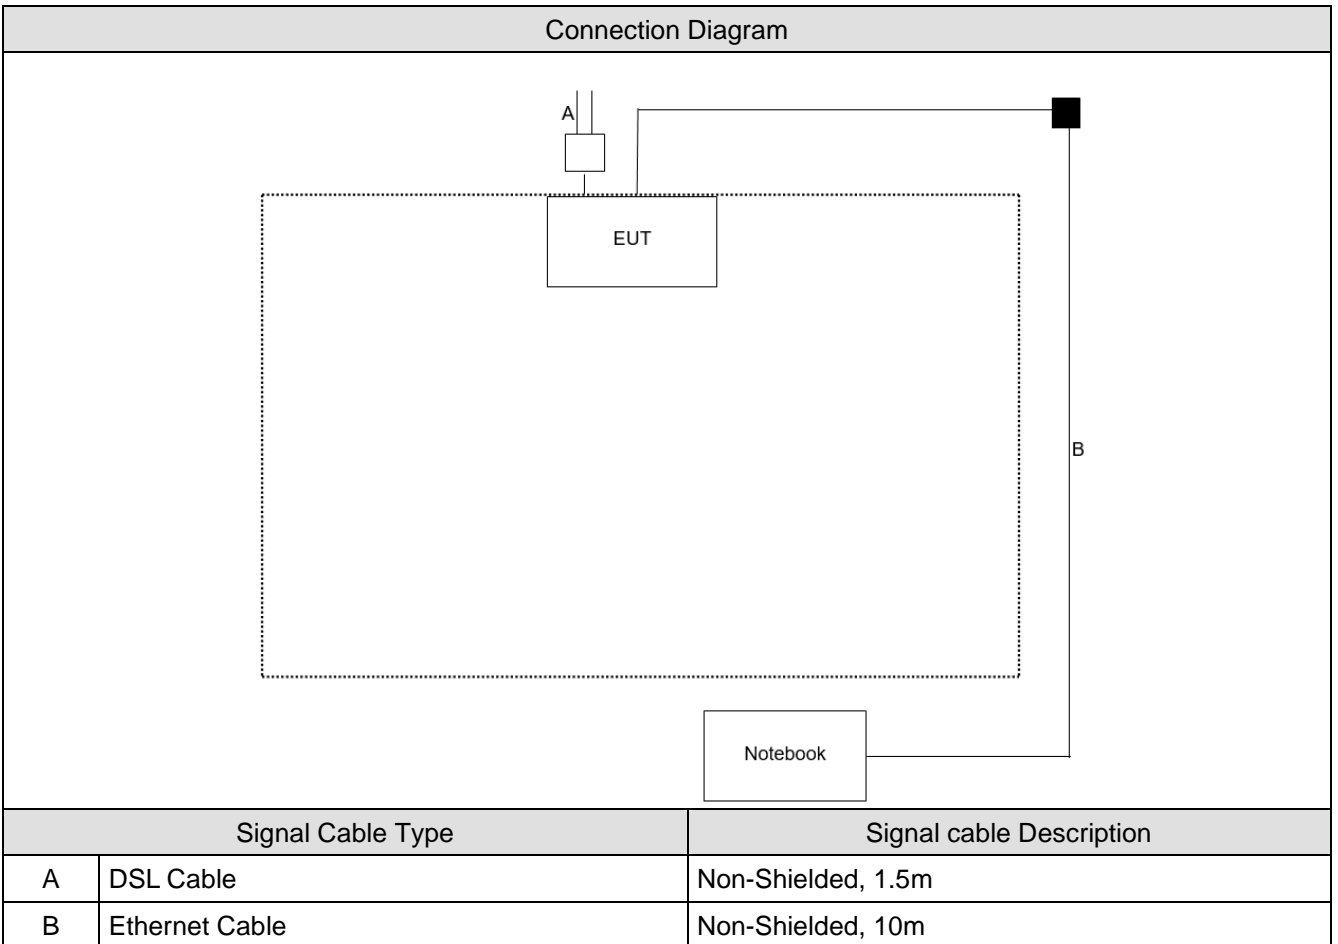 Connection Diagram
A
EUT
B
Notebook
Signal Cable Type Signal cable Description
A DSL Cable Non-Shielded, 1.5m
B Ethernet Cable Non-Shielded, 10m